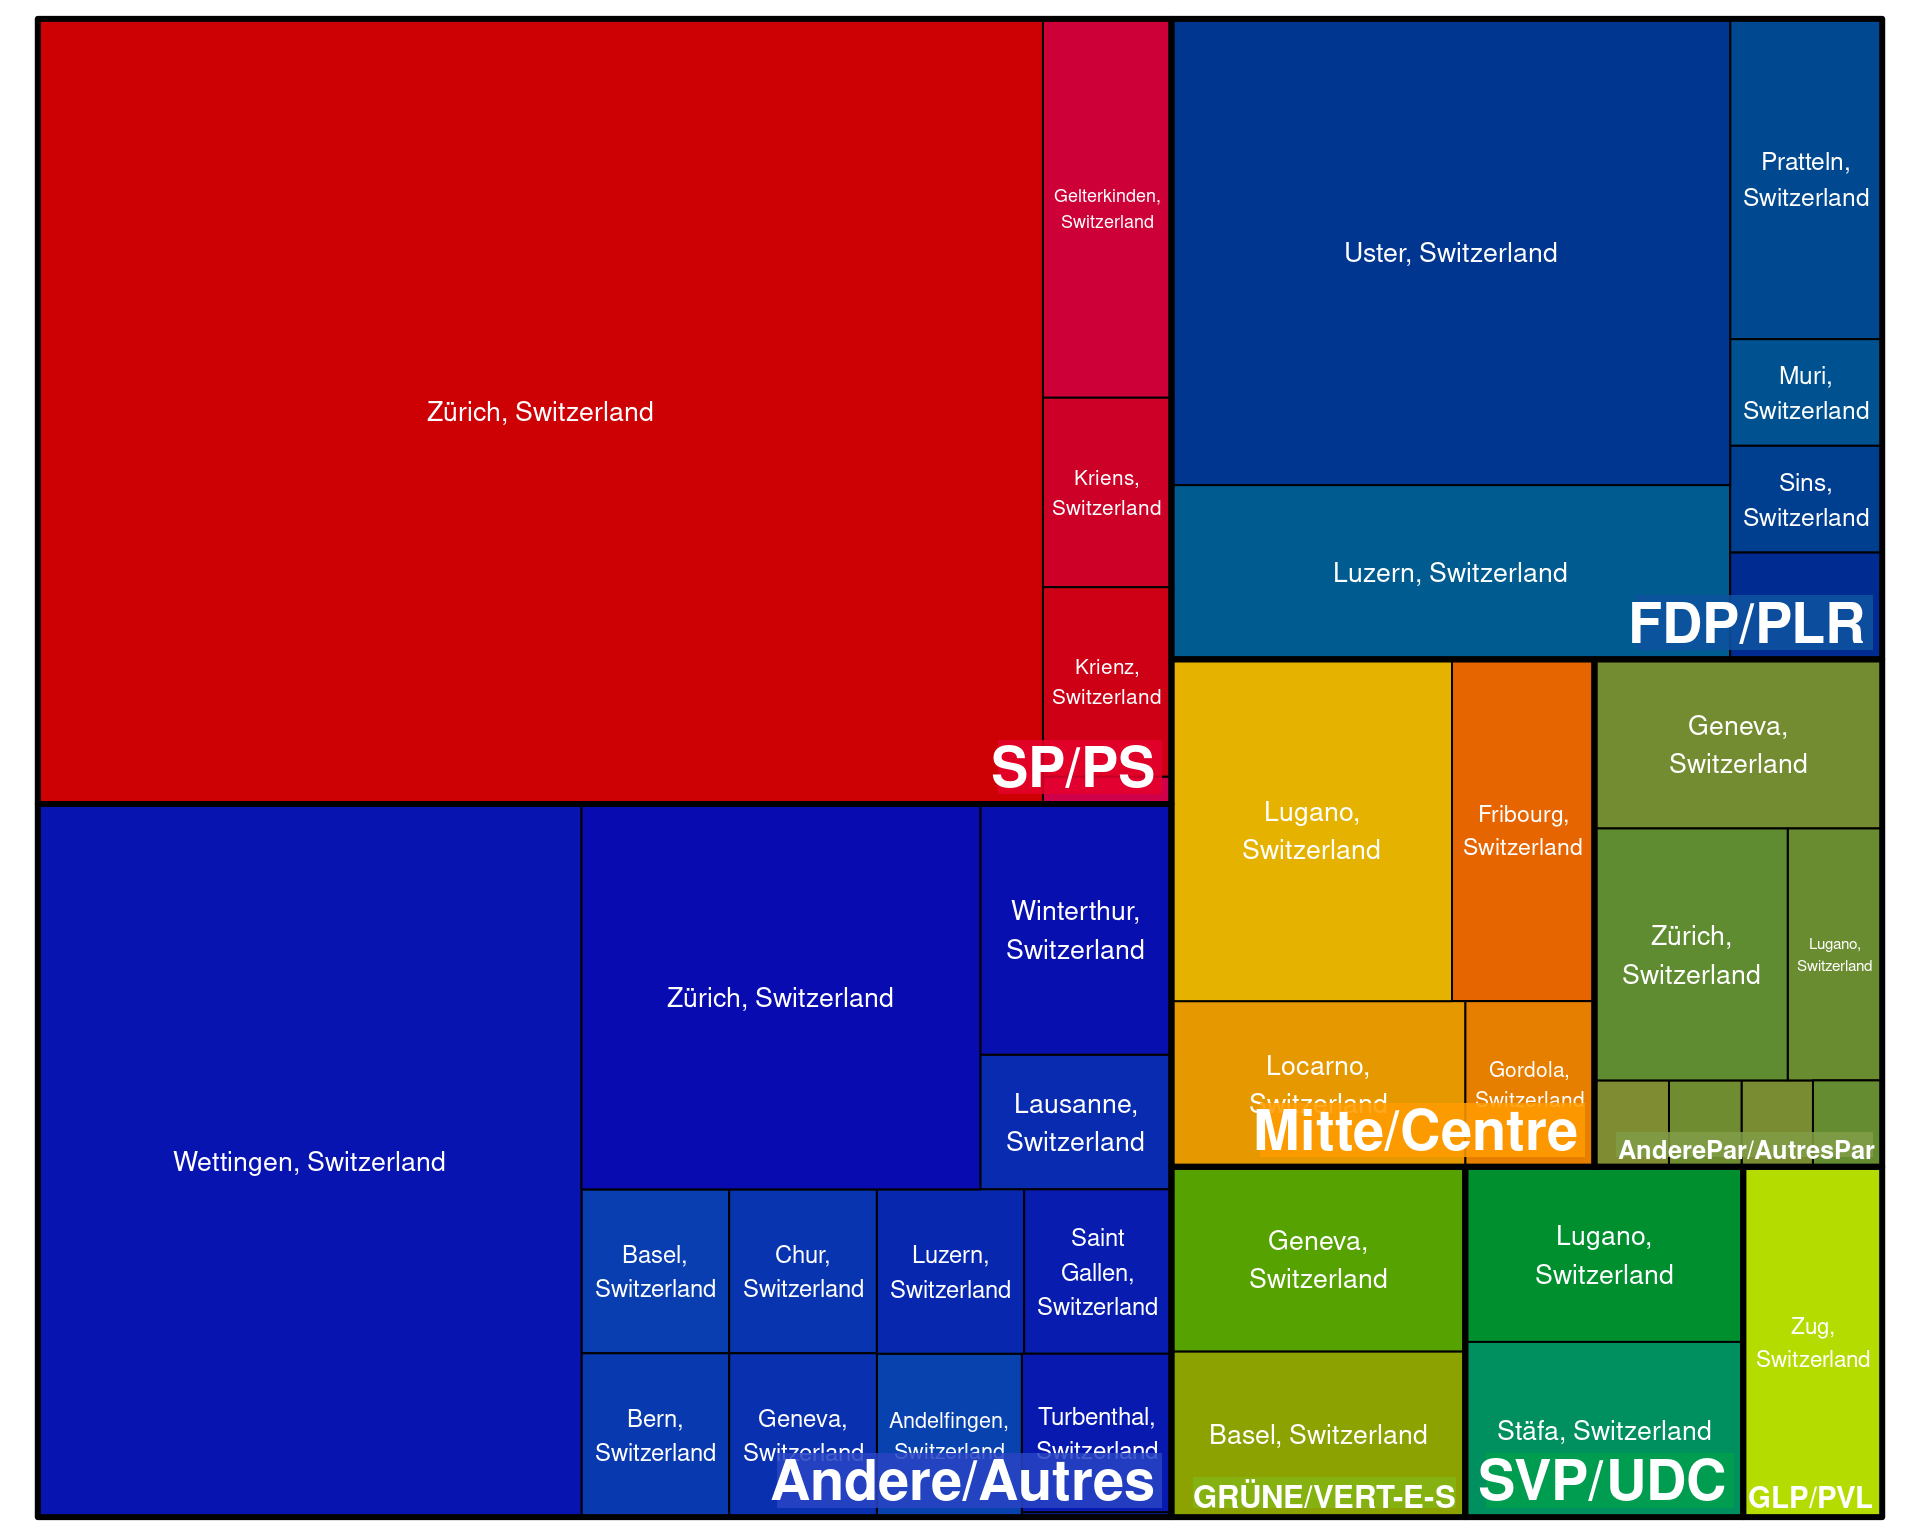 Zürich, Switzerland
Gelterkinden,
Switzerland
Kriens,
Switzerland
Krienz,
Switzerland
SP/PS
Uster, Switzerland
Pratteln,
Switzerland
Muri,
Switzerland
Sins,
Switzerland
Luzern, Switzerland
FDP/PLR
Wettingen, Switzerland
Zürich, Switzerland
Winterthur,
Switzerland
Lausanne,
Switzerland
Basel,
Switzerland
Chur,
Switzerland
Luzern,
Switzerland
Saint
Gallen,
Switzerland
Bern,
Switzerland
Geneva,
Switzerland
Andelfingen,
Switzerland
Turbenthal,
Switzerland
Andere/Autres
Lugano,
Switzerland
Fribourg,
Switzerland
Locarno,
Switzerland
Gordola,
Switzerland
Mitte/Centre
Geneva,
Switzerland
Zürich,
Switzerland
Lugano,
Switzerland
AnderePar/AutresPar
Geneva,
Switzerland
Basel, Switzerland
GRÜNE/VERT-E-S
Lugano,
Switzerland
Stäfa, Switzerland
SVP/UDC
Zug,
Switzerland
GLP/PVL